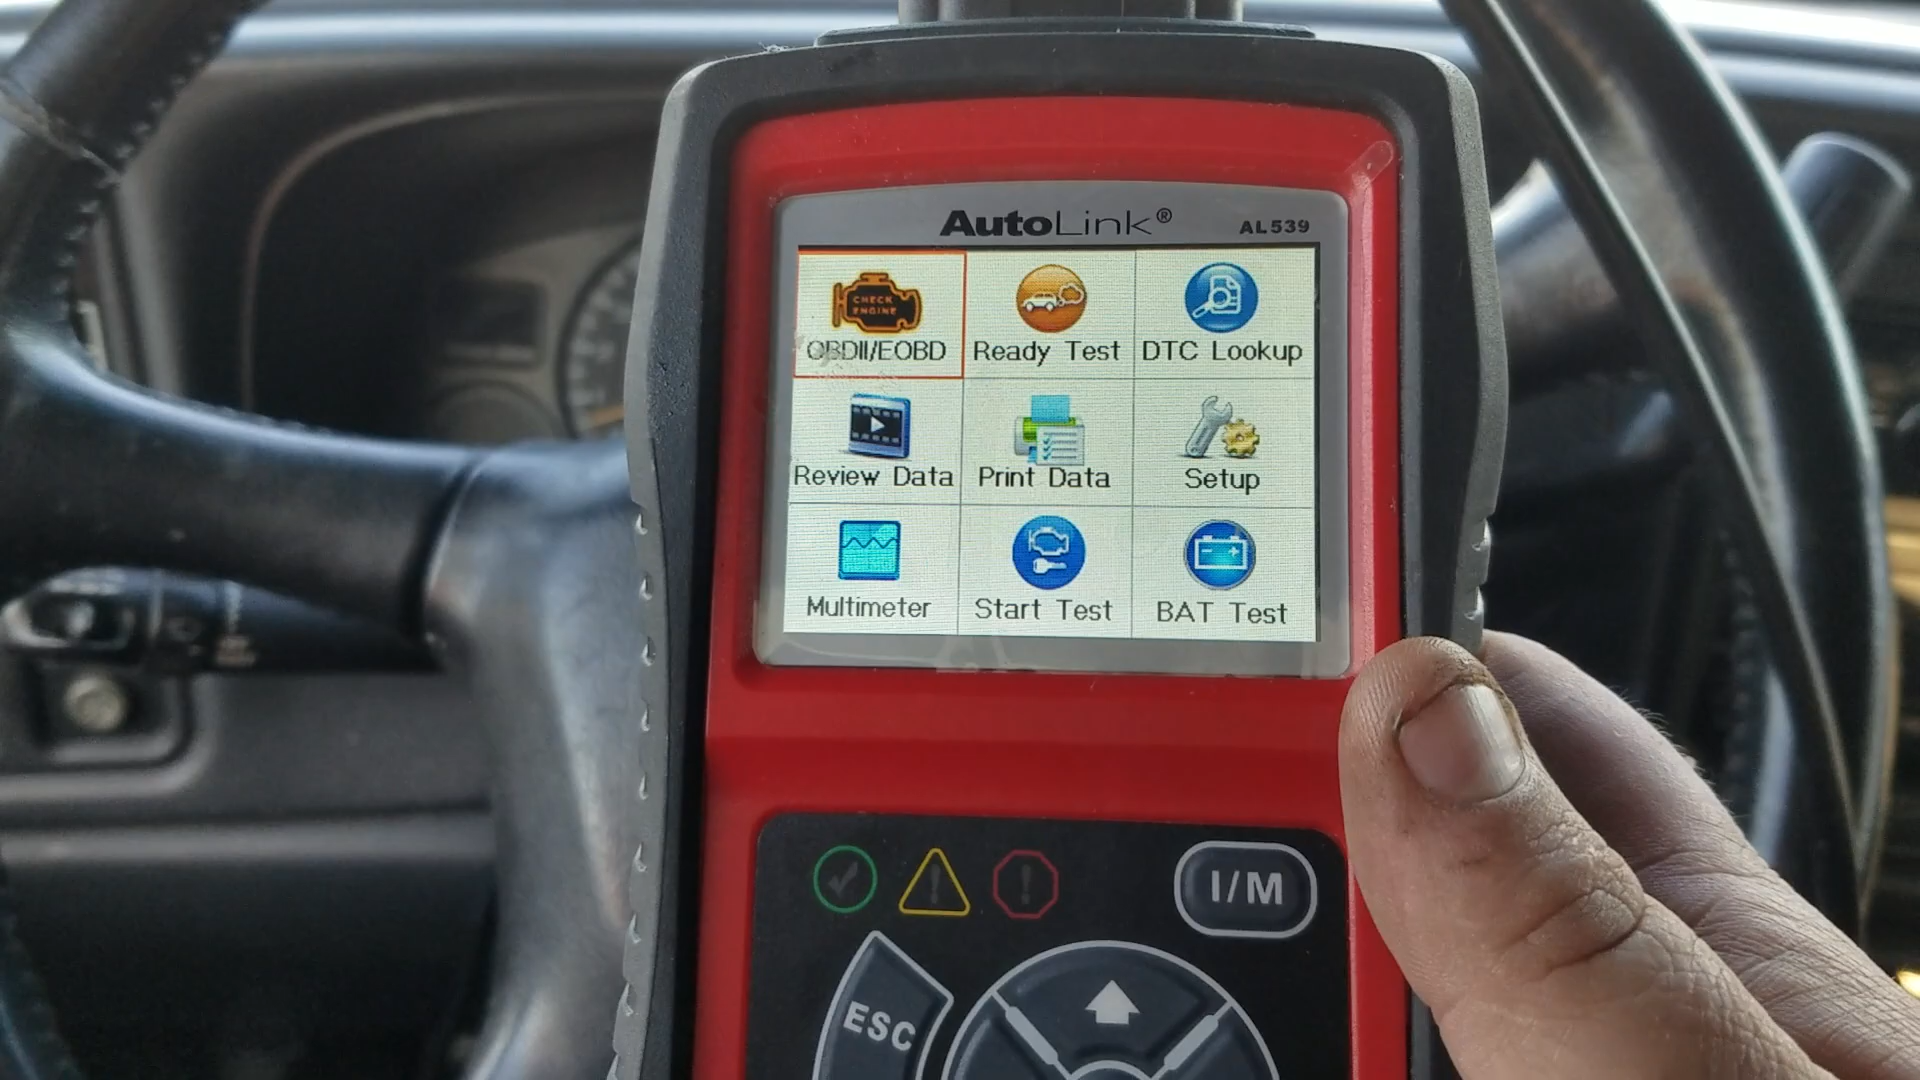 AutoLink®
AL539
CHECK
ENGINE
OBDII/EOBD
Ready Test
DTC Lookup
Review Data
Print Data
Setup
Multimeter
Start Test
BAT Test
I/M
ESC